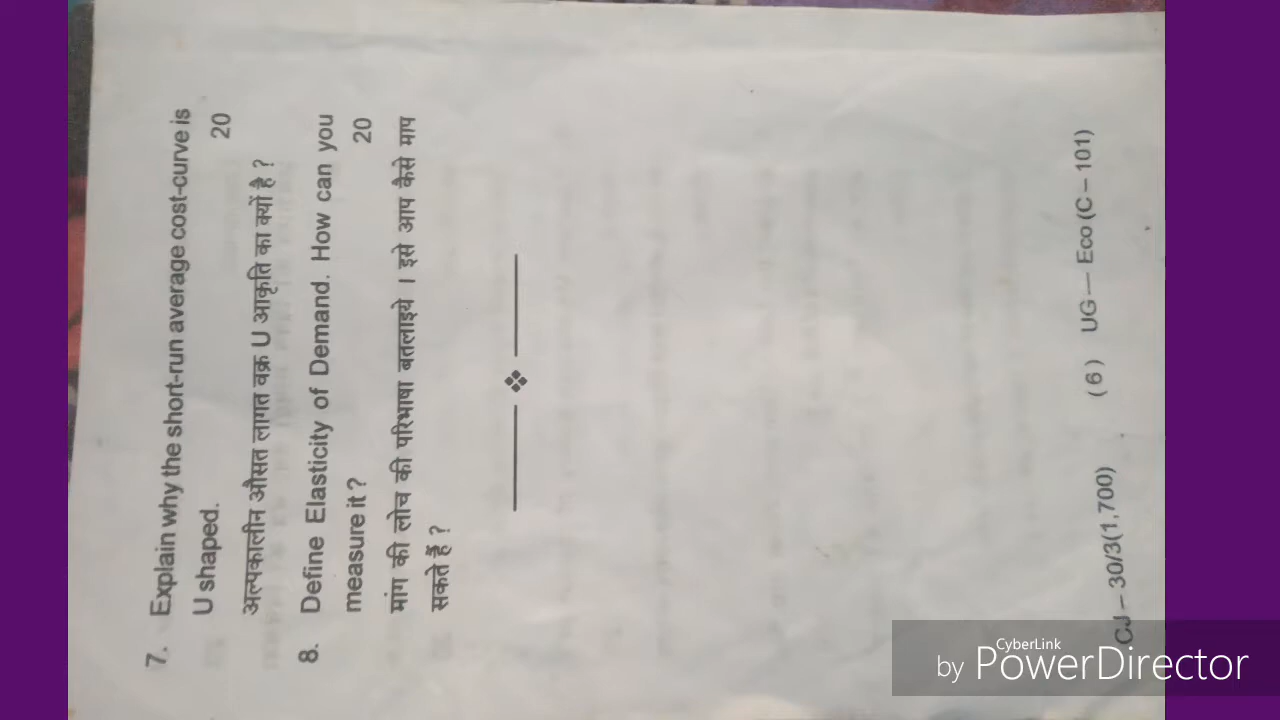 7. Explain why the short-run average cost-curve is
U shaped. 20
अल्पकालीन औसत लागत वक्र U आकृति का क्यों है ?
8. Define Elasticity of Demand. How can you
measure it ? 20
मांग की लोच की परिभाषा बतलाइये । इसे आप कैसे माप
सकते हैं ?
CJ – 30/3(1,700) (6) UG — Eco (C – 101)
by CyberLink PowerDirector